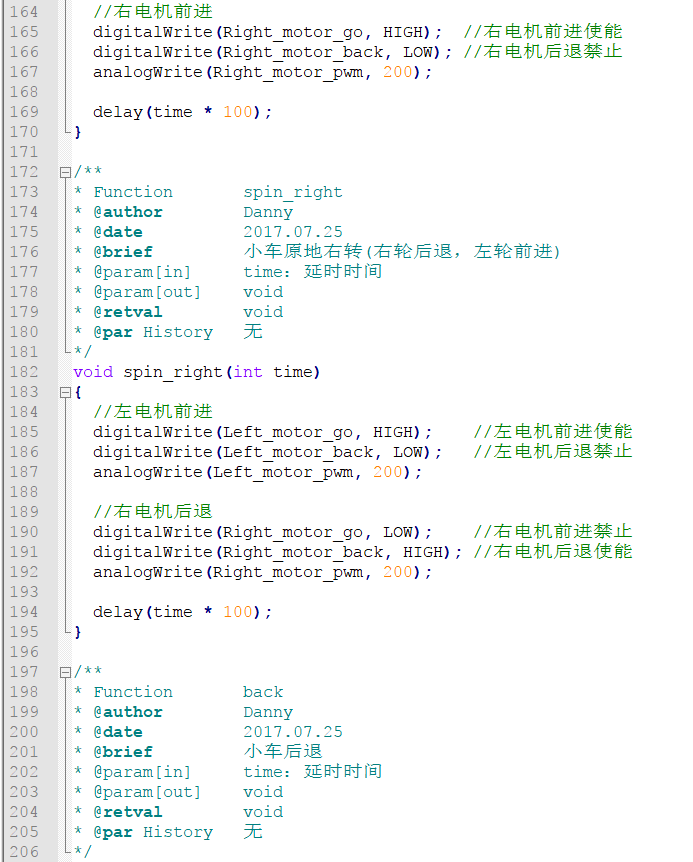 164 //右电机前进
165 digitalWrite(Right_motor_go, HIGH);  //右电机前进使能
166 digitalWrite(Right_motor_back, LOW); //右电机后退禁止
167 analogWrite(Right_motor_pwm, 200);
168
169 delay(time * 100);
170 }
171
172 /**
173 * Function       spin_right
174 * @author        Danny
175 * @date          2017.07.25
176 * @brief         小车原地右转(右轮后退，左轮前进)
177 * @param[in]     time：延时时间
178 * @param[out]    void
179 * @retval        void
180 * @par History   无
181 */
182 void spin_right(int time)
183 {
184 //左电机前进
185 digitalWrite(Left_motor_go, HIGH);    //左电机前进使能
186 digitalWrite(Left_motor_back, LOW);   //左电机后退禁止
187 analogWrite(Left_motor_pwm, 200);
188
189 //右电机后退
190 digitalWrite(Right_motor_go, LOW);    //右电机前进禁止
191 digitalWrite(Right_motor_back, HIGH); //右电机后退使能
192 analogWrite(Right_motor_pwm, 200);
193
194 delay(time * 100);
195 }
196
197 /**
198 * Function       back
199 * @author        Danny
200 * @date          2017.07.25
201 * @brief         小车后退
202 * @param[in]     time：延时时间
203 * @param[out]    void
204 * @retval        void
205 * @par History   无
206 */